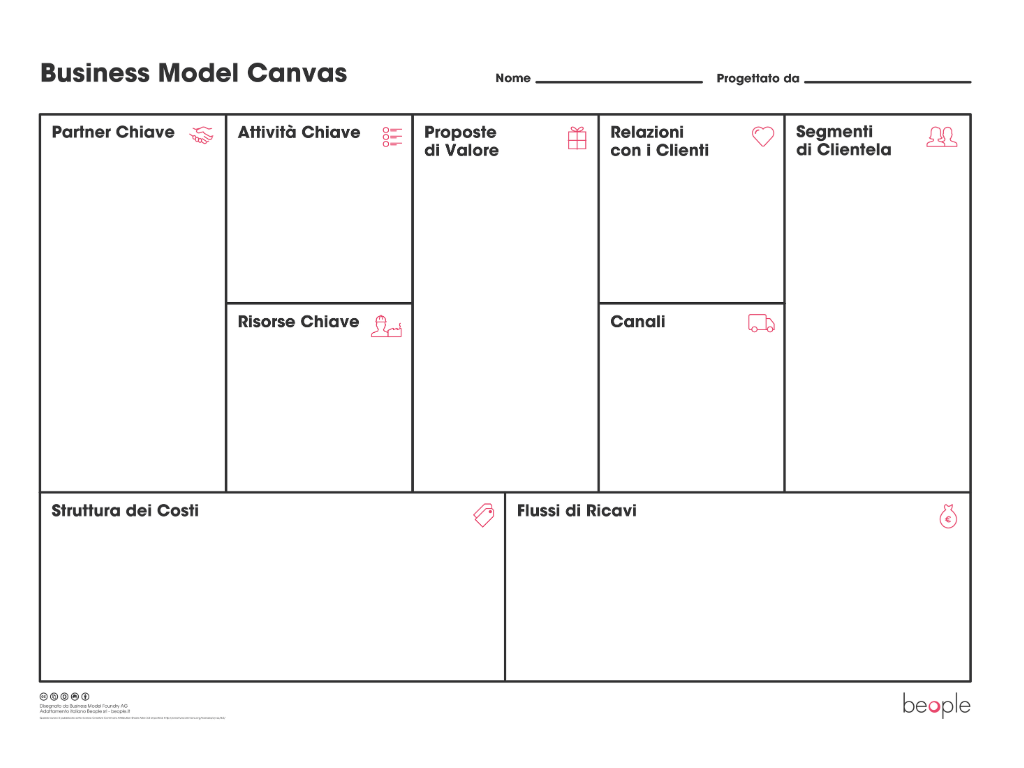 Business Model Canvas
Nome
Progettato da
Partner Chiave
Attività Chiave
Proposte
di Valore
Relazioni
con i Clienti
Segmenti
di Clientela
Risorse Chiave
Canali
Struttura dei Costi
Flussi di Ricavi
€
Disegnato da Business Model Foundry AG
Adattamento Italiano Beople srl - beople.it
beople